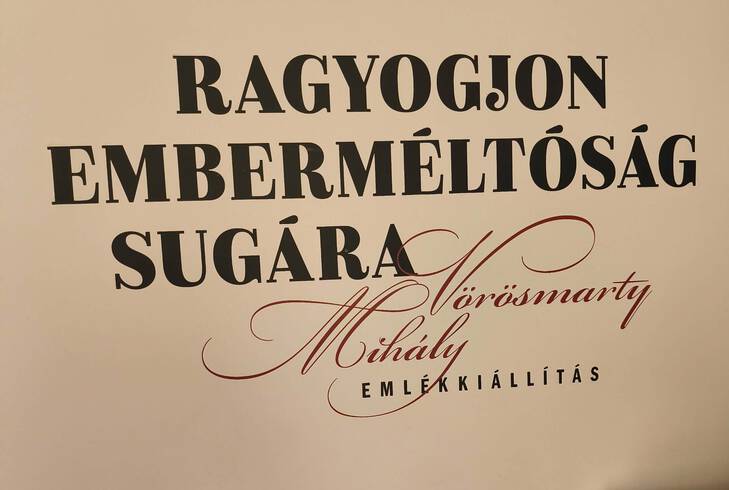 RAGYOGJON
EMBERMÉLTÓSÁG
SUGÁRA
Vörösmarty
Mihály
EMLÉKKIÁLLÍTÁS